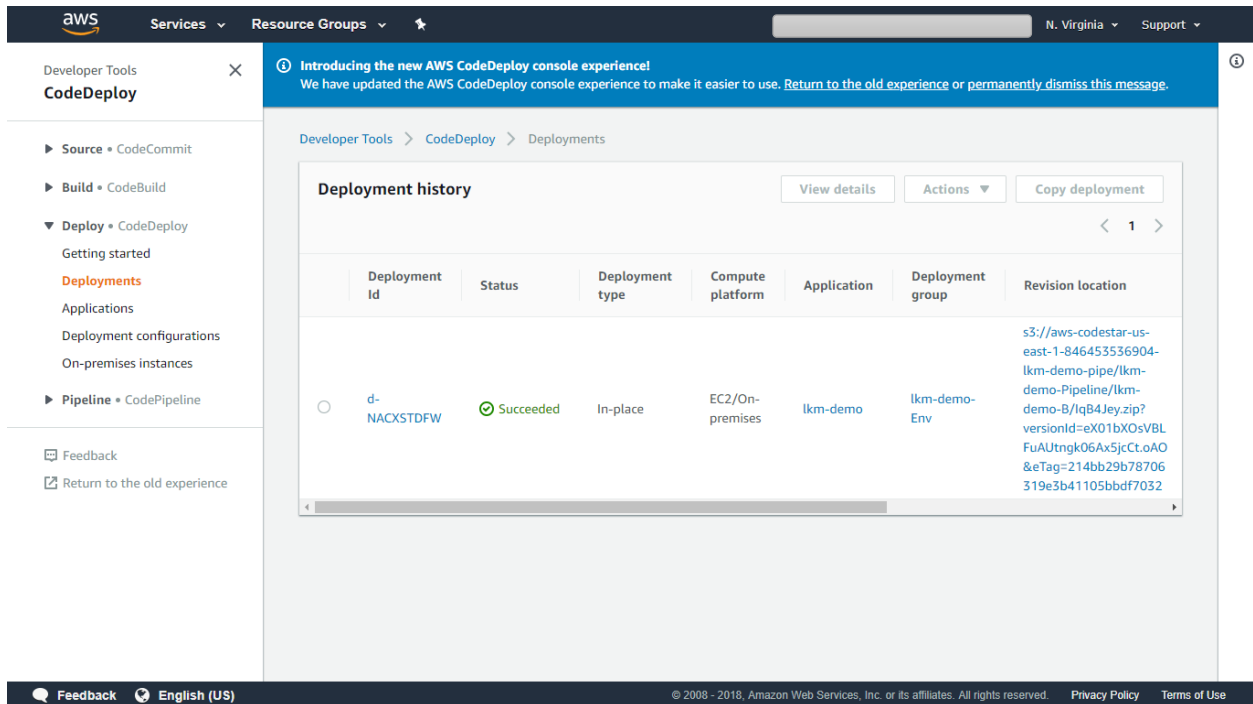 aws
Services
Resource Groups
N. Virginia
Support
Developer Tools
CodeDeploy
Source • CodeCommit
Build • CodeBuild
Deploy • CodeDeploy
Getting started
Deployments
Applications
Deployment configurations
On-premises instances
Pipeline • CodePipeline
Feedback
Return to the old experience
Introducing the new AWS CodeDeploy console experience!
We have updated the AWS CodeDeploy console experience to make it easier to use. Return to the old experience or permanently dismiss this message.
Developer Tools > CodeDeploy > Deployments
Deployment history
View details
Actions
Copy deployment
< 1 >
Deployment
Id
Status
Deployment
type
Compute
platform
Application
Deployment
group
Revision location
d-
NACXSTDFW
Succeeded
In-place
EC2/On-
premises
lkm-demo
lkm-demo-
Env
s3://aws-codestar-us-
east-1-846453536904-
lkm-demo-pipe/lkm-
demo-Pipeline/lkm-
demo-B/IqB4Jey.zip?
versionId=eX01bXOsVBL
FuAUtngk06Ax5jcCt.oAO
&eTag=214bb29b78706
319e3b41105bbdf7032
Feedback
English (US)
© 2008 - 2018, Amazon Web Services, Inc. or its affiliates. All rights reserved.
Privacy Policy
Terms of Use